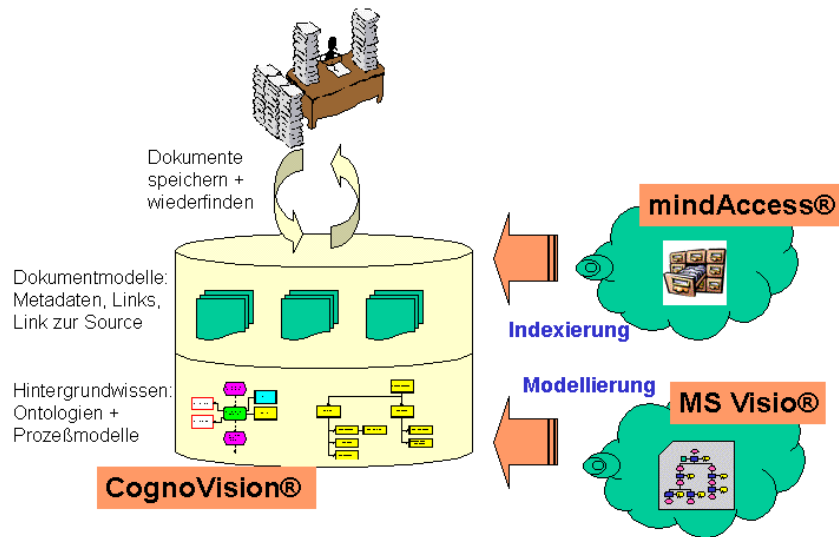 Dokumente
speichern +
wiederfinden
mindAccess®
Dokumentmodelle:
Metadaten, Links,
Link zur Source
Indexierung
Modellierung
Hintergrundwissen:
Ontologien +
Prozeßmodelle
MS Visio®
CognoVision®